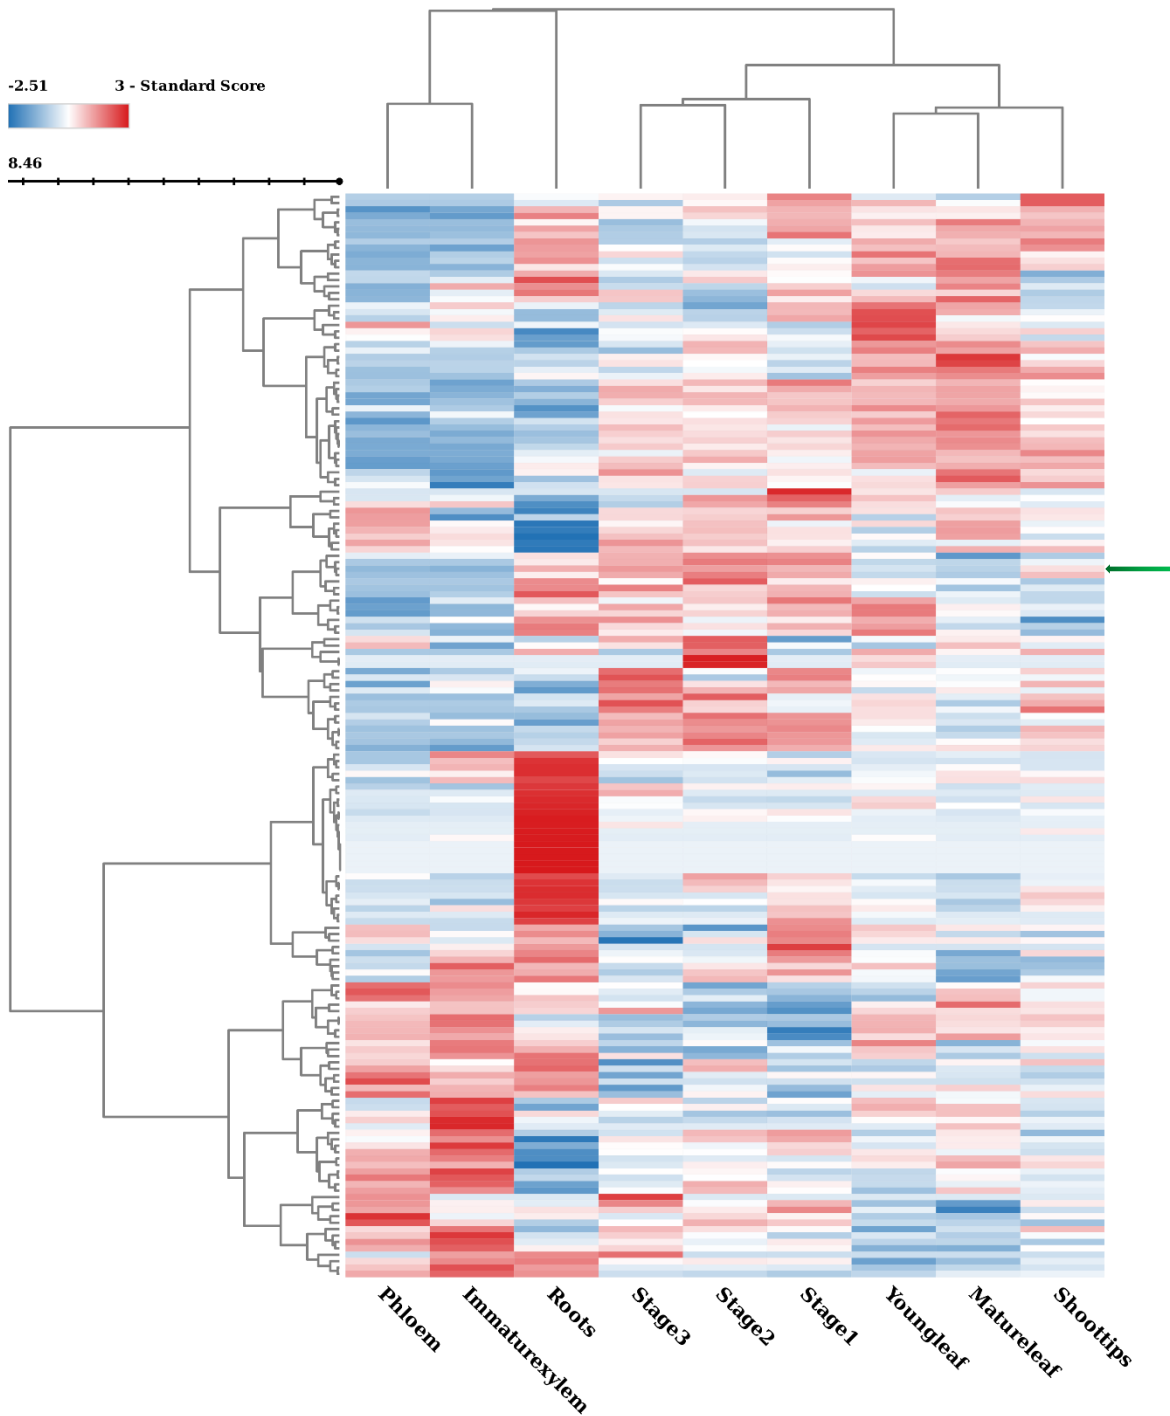 -2.51 3 - Standard Score
8.46
Phloem
Immaturexylem
Roots
Stage3
Stage2
Stage1
Youngleaf
Matureleaf
Shoottips